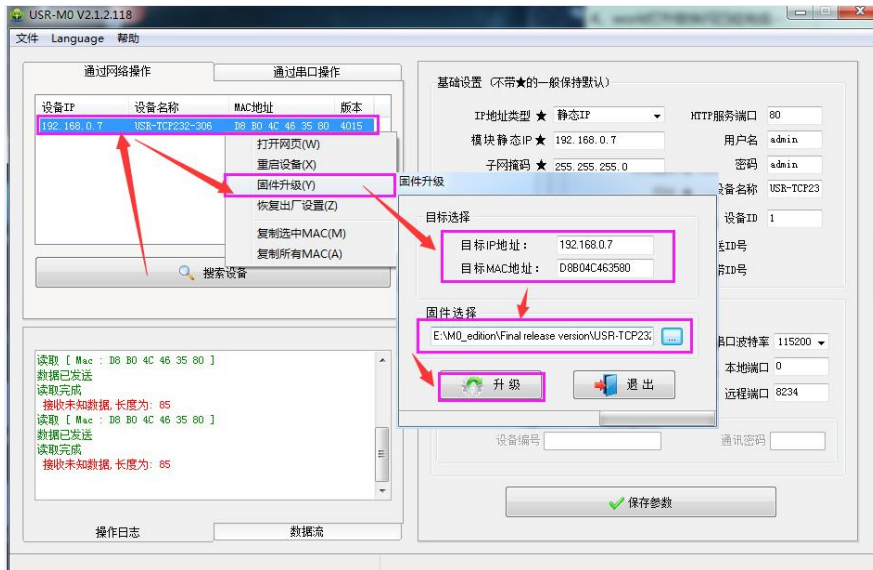 USR-M0 V2.1.2.118
文件 Language 帮助
通过网络操作 通过串口操作
设备IP 设备名称 MAC地址 版本
192.168.0.7 USR-TCP232-306 D8 B0 4C 46 35 80 4015
打开网页(W)
重启设备(X)
固件升级(Y)
恢复出厂设置(Z)
复制选中MAC(M)
复制所有MAC(A)
搜索设备
读取 [ Mac : D8 B0 4C 46 35 80 ]
数据已发送
读取完成
接收未知数据,长度为: 85
读取 [ Mac : D8 B0 4C 46 35 80 ]
数据已发送
读取完成
接收未知数据,长度为: 85
操作日志 数据流
基础设置 (不带★的一般保持默认)
IP地址类型 ★ 静态IP HTTP服务端口 80
模块静态IP ★ 192.168.0.7 用户名 admin
子网掩码 ★ 255.255.255.0 密码 admin
设备名称 USR-TCP23
设备ID 1
ID号
ID号
固件升级
目标选择
目标IP地址: 192.168.0.7
目标MAC地址: D8B04C463580
固件选择
E:\M0_edition\Final release version\USR-TCP232 ...
升级 退出
串口波特率 115200
本地端口 0
远程端口 8234
设备编号 通讯密码
保存参数